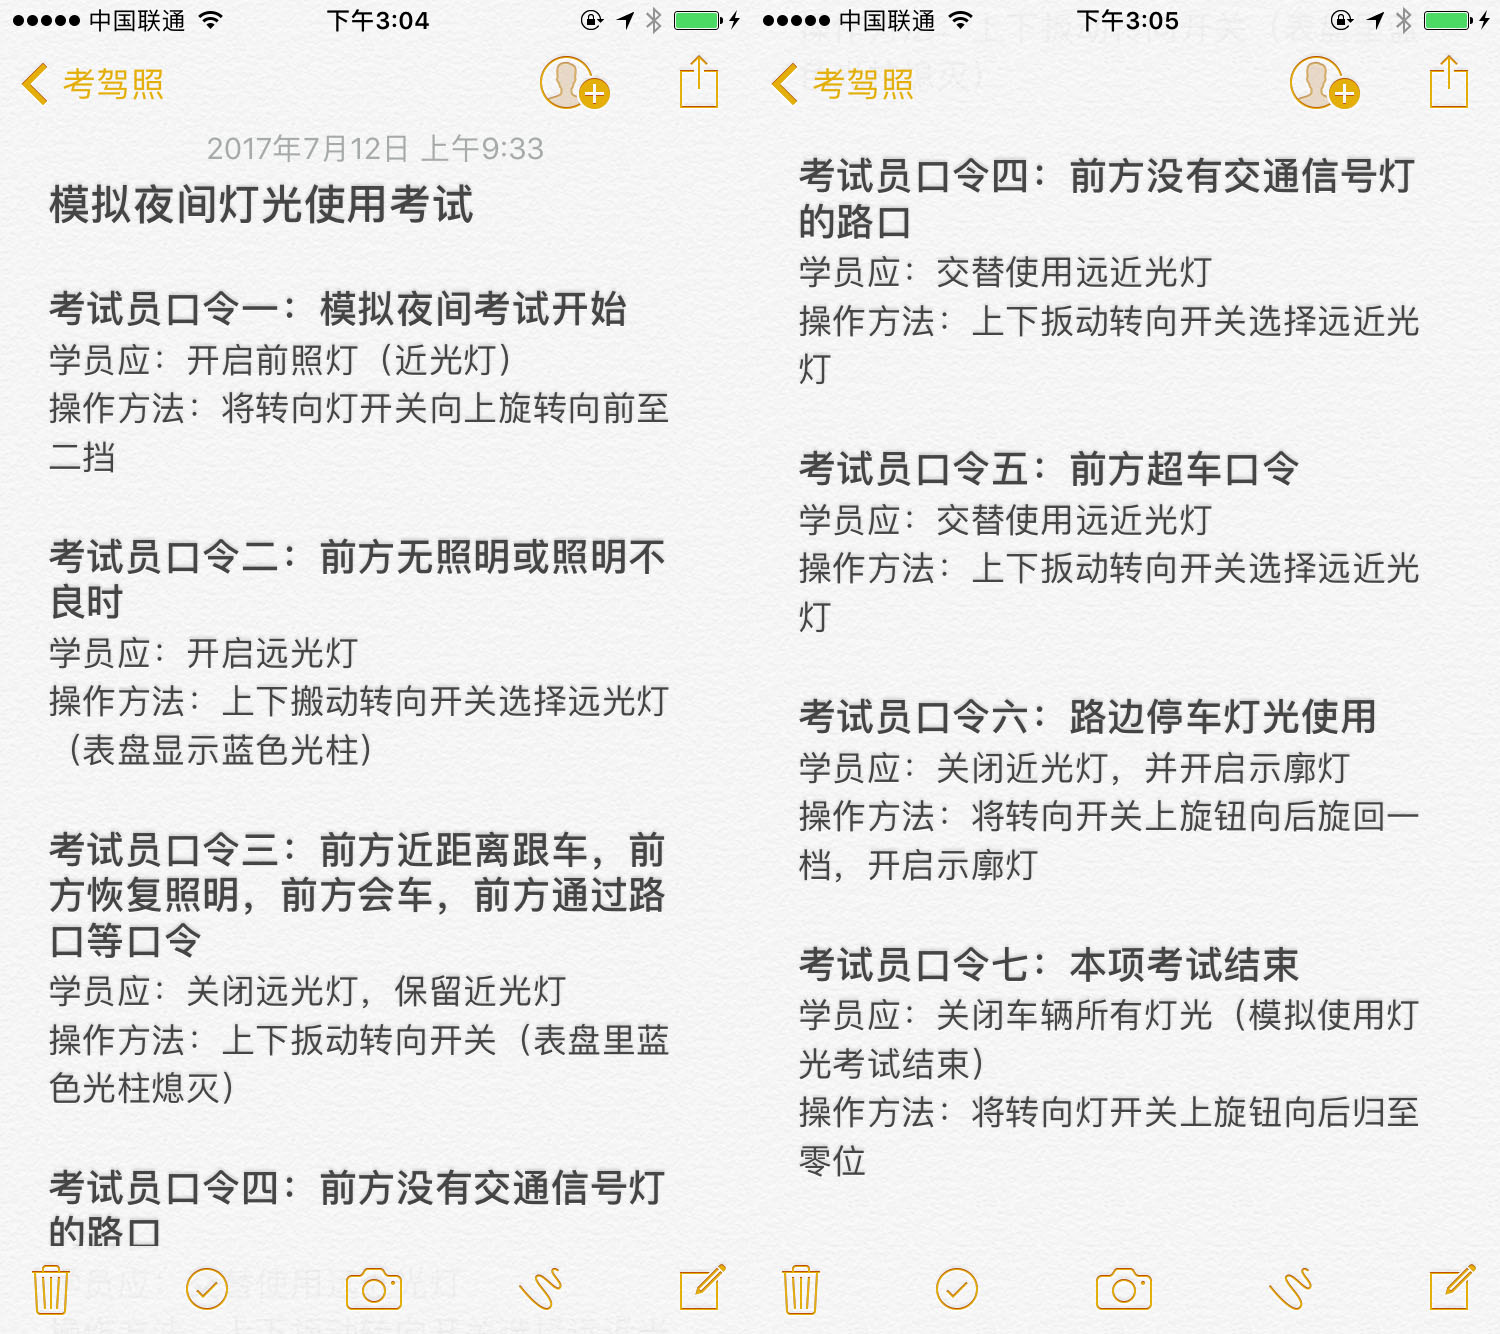 中国联通 下午3:04
考驾照
2017年7月12日 上午9:33
模拟夜间灯光使用考试
考试员口令一：模拟夜间考试开始
学员应：开启前照灯（近光灯）
操作方法：将转向灯开关向上旋转向前至
二挡
考试员口令二：前方无照明或照明不
良时
学员应：开启远光灯
操作方法：上下搬动转向开关选择远光灯
（表盘显示蓝色光柱）
考试员口令三：前方近距离跟车，前
方恢复照明，前方会车，前方通过路
口等口令
学员应：关闭远光灯，保留近光灯
操作方法：上下扳动转向开关（表盘里蓝
色光柱熄灭）
考试员口令四：前方没有交通信号灯
的路口
中国联通 下午3:05
考驾照
考试员口令四：前方没有交通信号灯
的路口
学员应：交替使用远近光灯
操作方法：上下扳动转向开关选择远近光
灯
考试员口令五：前方超车口令
学员应：交替使用远近光灯
操作方法：上下扳动转向开关选择远近光
灯
考试员口令六：路边停车灯光使用
学员应：关闭近光灯，并开启示廓灯
操作方法：将转向开关上旋钮向后旋回一
档，开启示廓灯
考试员口令七：本项考试结束
学员应：关闭车辆所有灯光（模拟使用灯
光考试结束）
操作方法：将转向灯开关上旋钮向后归至
零位